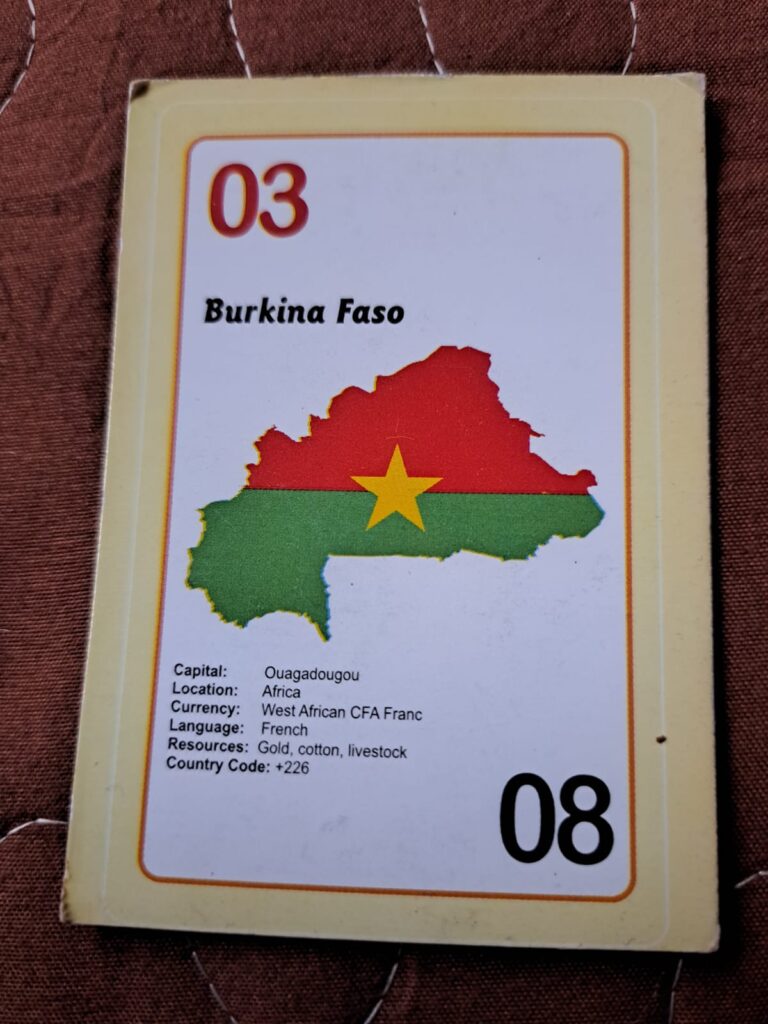 03
Burkina Faso
Capital: Ouagadougou
Location: Africa
Currency: West African CFA Franc
Language: French
Resources: Gold, cotton, livestock
Country Code: +226
08